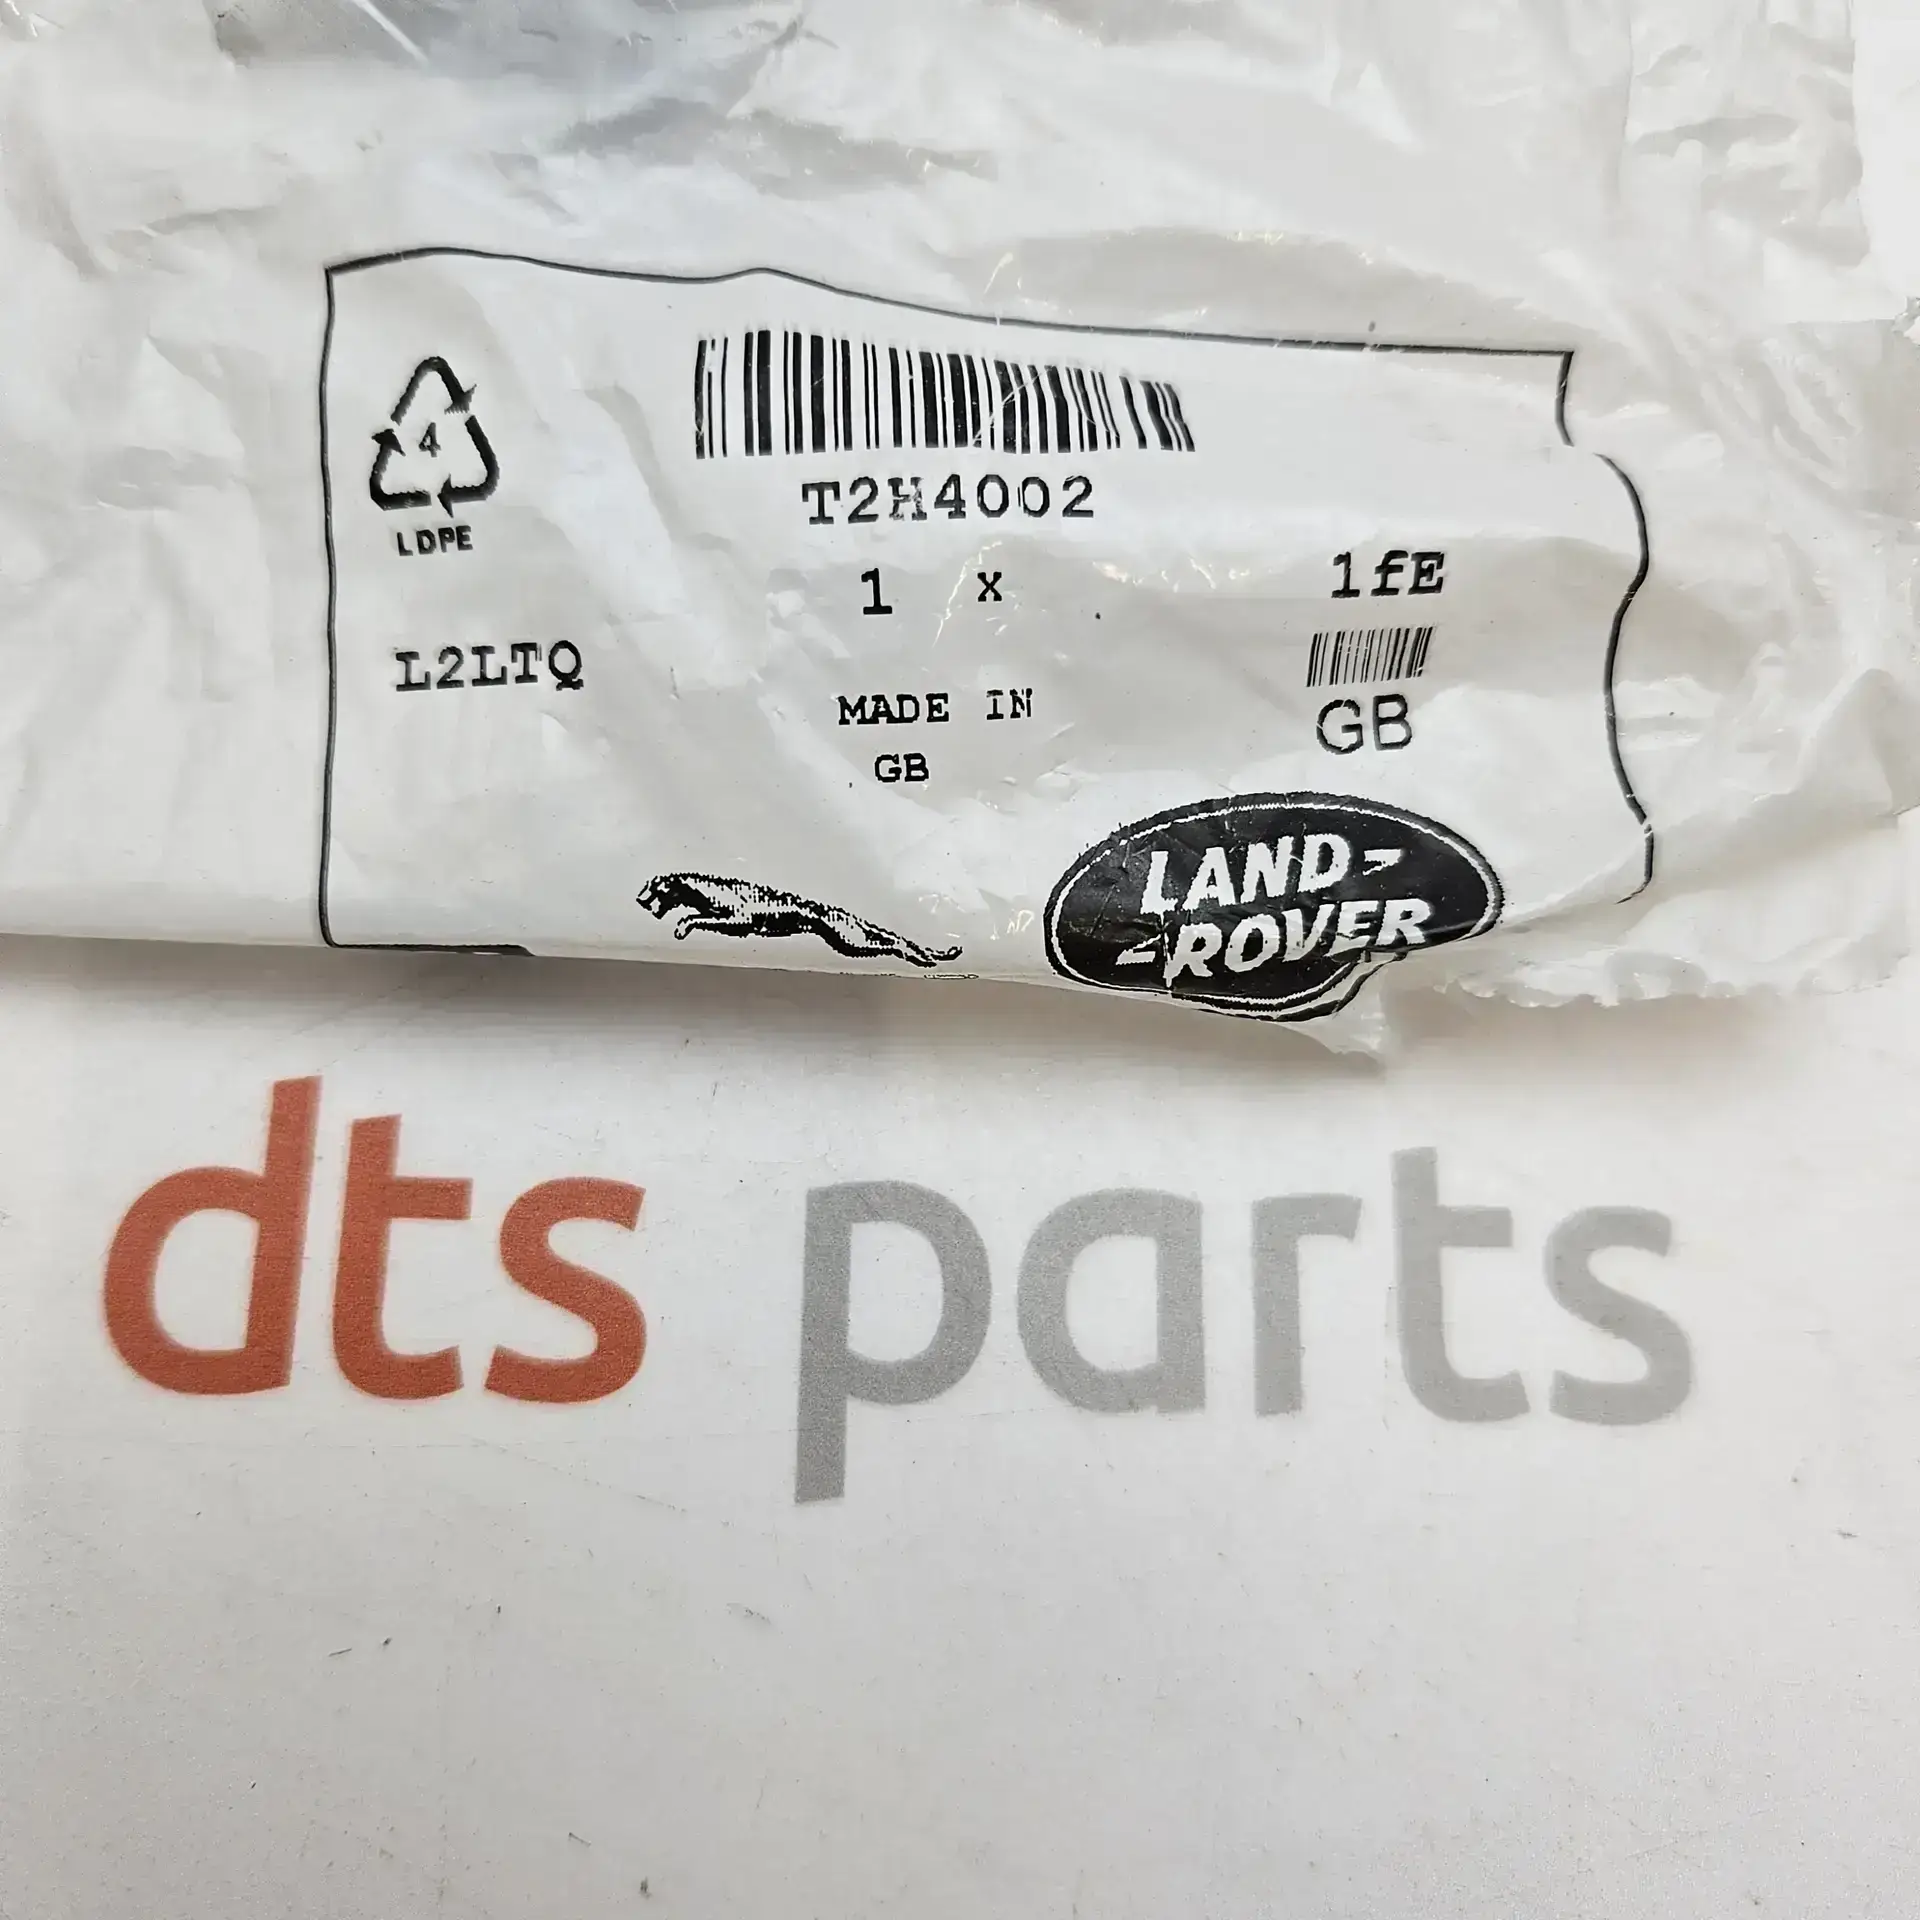 T2H4002
4
LDPE
1 x
1fE
L2LTQ
MADE IN
GB
GB
LAND-
-ROVER
dts parts